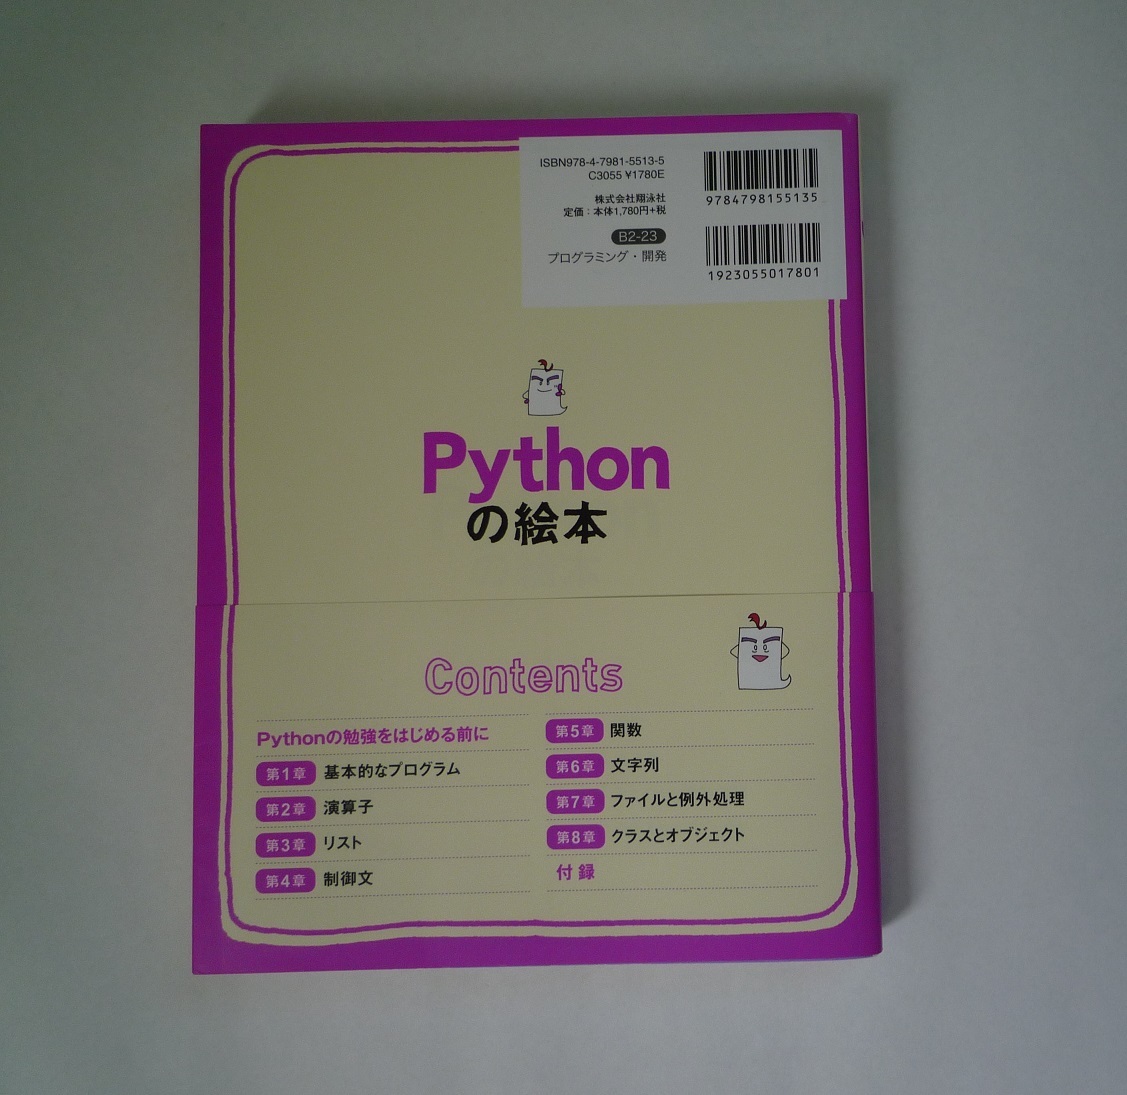 ISBN978-4-7981-5513-5
C3055 ¥1780E
株式会社翔泳社
定価：本体1,780円+税
B2-23
プログラミング・開発
9784798155135
1923055017801
Python
の絵本
Contents
Pythonの勉強をはじめる前に
第1章 基本的なプログラム
第2章 演算子
第3章 リスト
第4章 制御文
第5章 関数
第6章 文字列
第7章 ファイルと例外処理
第8章 クラスとオブジェクト
付録